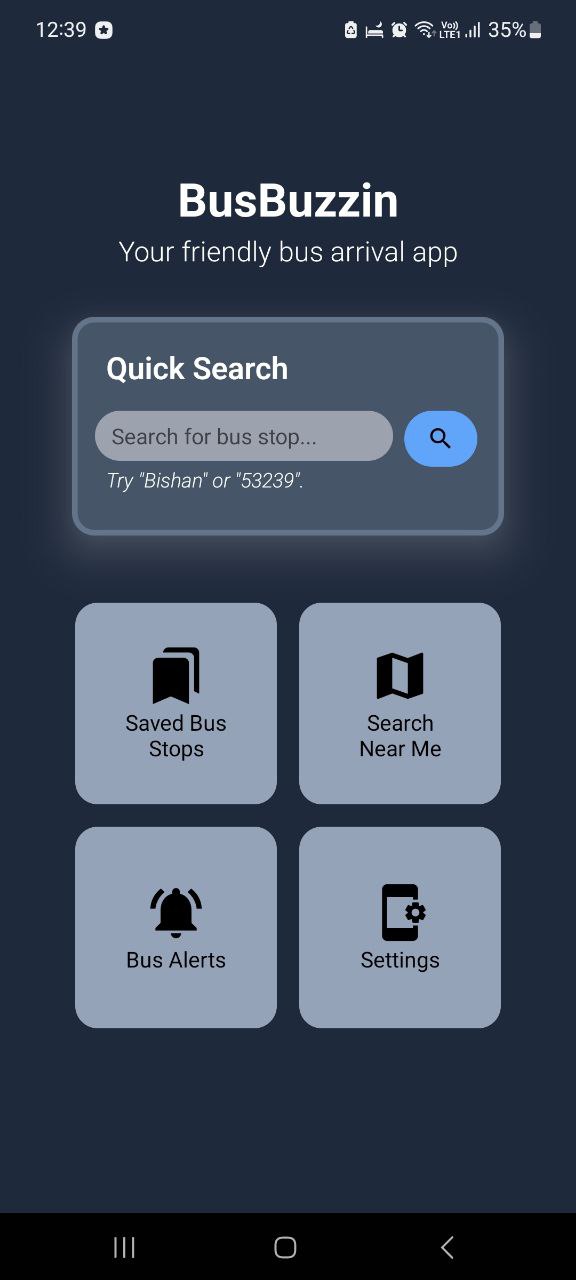 12:39
Vo))
LTE1
35%
BusBuzzin
Your friendly bus arrival app
Quick Search
Search for bus stop...
Try "Bishan" or "53239".
Saved Bus
Stops
Search
Near Me
Bus Alerts
Settings